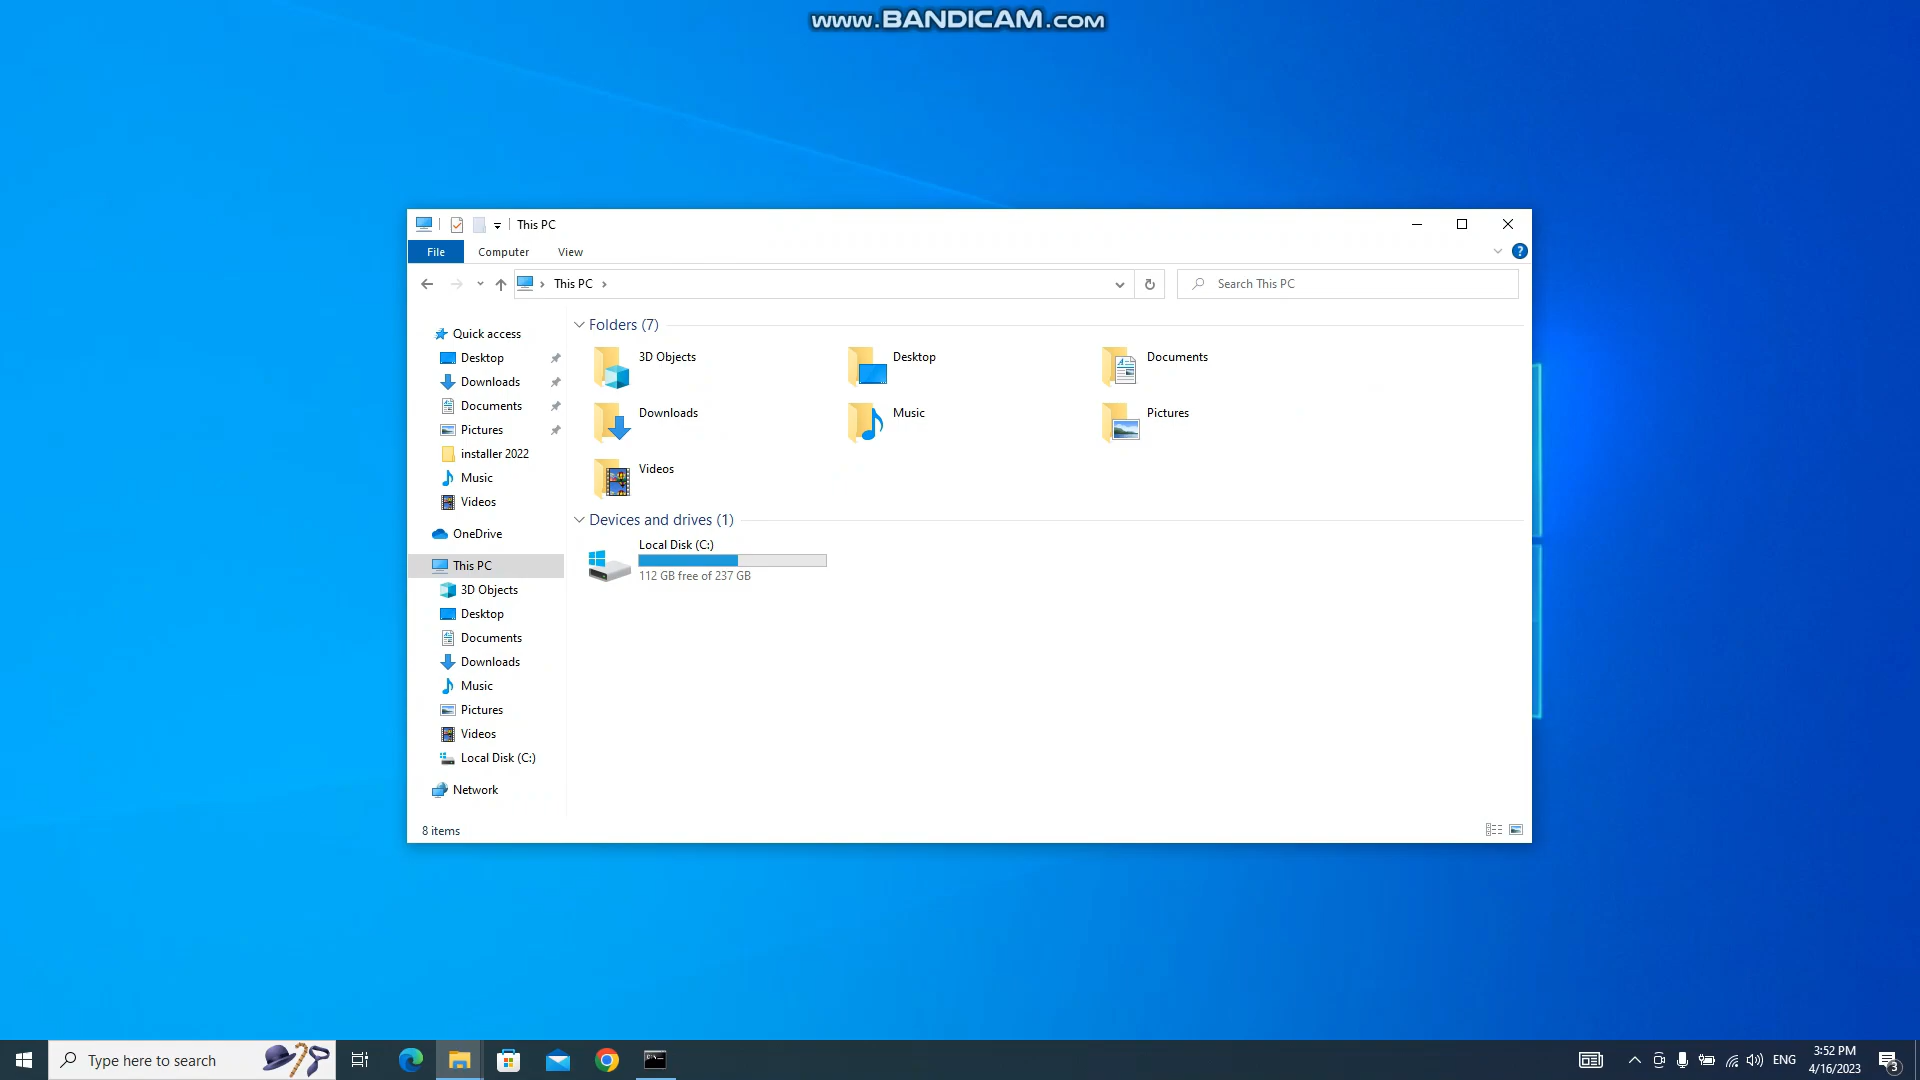 www.BANDICAM.com
This PC
File
Computer
View
This PC
Search This PC
Quick access
Desktop
Downloads
Documents
Pictures
installer 2022
Music
Videos
OneDrive
This PC
3D Objects
Desktop
Documents
Downloads
Music
Pictures
Videos
Local Disk (C:)
Network
Folders (7)
3D Objects
Desktop
Documents
Downloads
Music
Pictures
Videos
Devices and drives (1)
Local Disk (C:)
112 GB free of 237 GB
8 items
Type here to search
ENG
3:52 PM
4/16/2023
3